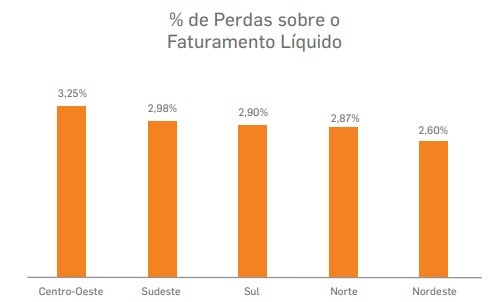 % de Perdas sobre o
Faturamento Líquido
3,25%
2,98%
2,90%
2,87%
2,60%
Centro-Oeste
Sudeste
Sul
Norte
Nordeste